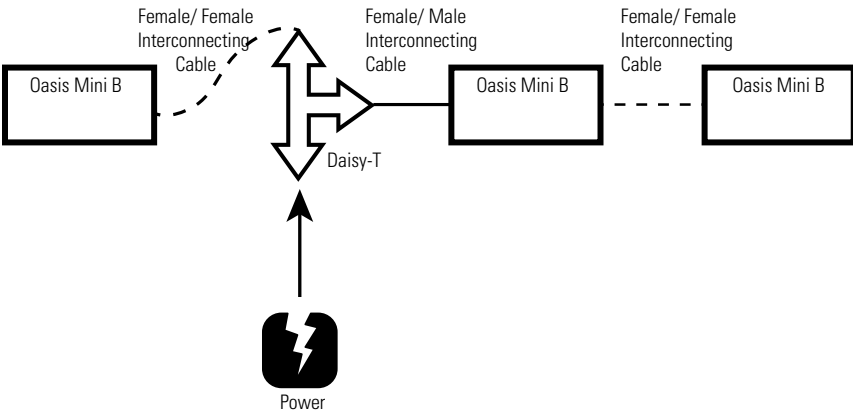 Female/ Female
Interconnecting
Cable
Female/ Male
Interconnecting
Cable
Female/ Female
Interconnecting
Cable
Oasis Mini B
Oasis Mini B
Oasis Mini B
Daisy-T
Power